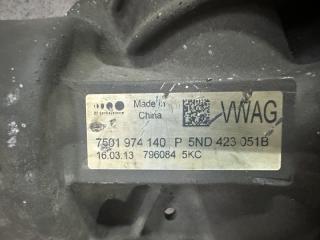 Made in
China
VWAG
7501 974 140 P 5ND 423 051B
16.03.13 796084 5KC